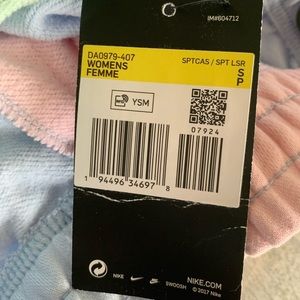 IM#604712
DA0979-407
WOMENS
FEMME
SPTCAS / SPT LSR
S
P
YSM
07924
1 94496 34697 8
NIKE
SWOOSH
NIKE.COM
© 2017 Nike